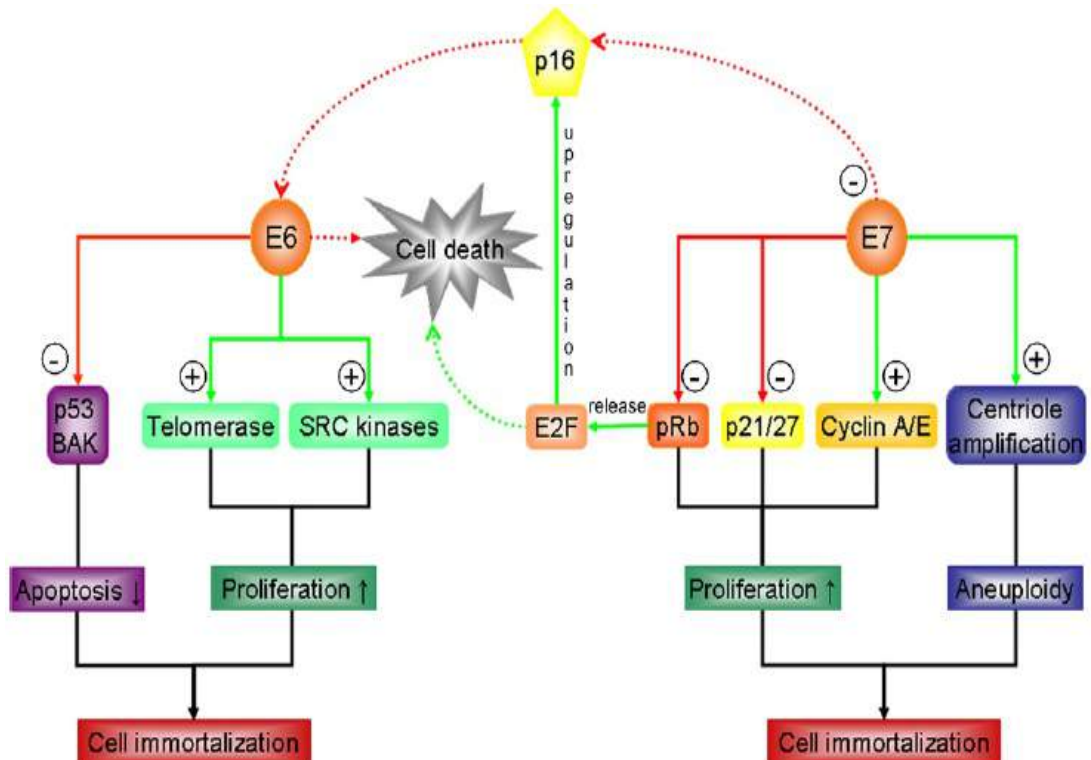 p16
upregulation
-
E6
Cell death
E7
-
+
+
-
-
+
+
p53
BAK
Telomerase
SRC kinases
E2F
release
pRb
p21/27
Cyclin A/E
Centriole
amplification
Apoptosis ↓
Proliferation ↑
Proliferation ↑
Aneuploidy
Cell immortalization
Cell immortalization